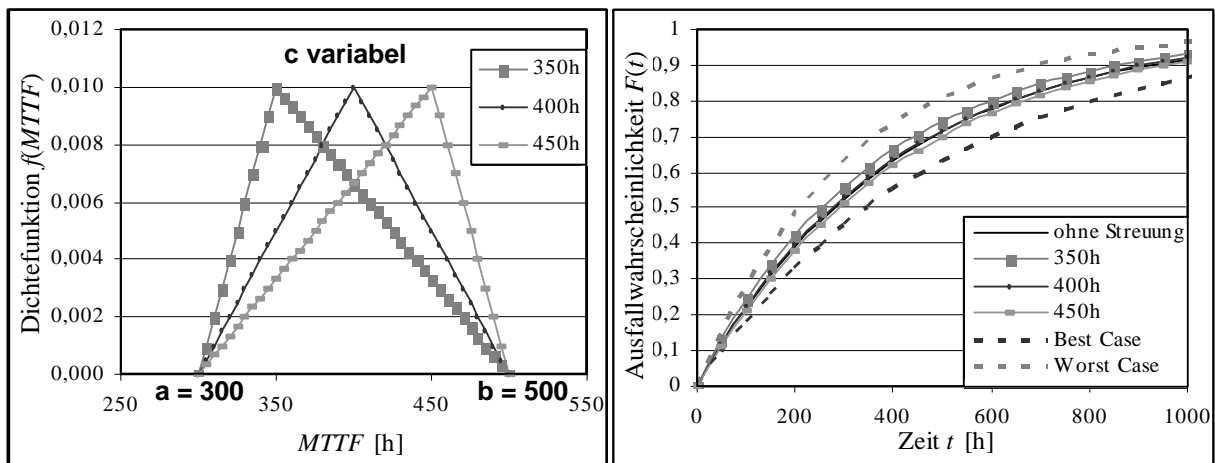 Dichtefunktion f(MTTF)
0,012
0,010
0,008
0,006
0,004
0,002
0,000
c variabel
350h
400h
450h
a = 300
b = 500
250
350
450
550
MTTF [h]
Ausfallwahrscheinlichkeit F(t)
1
0,9
0,8
0,7
0,6
0,5
0,4
0,3
0,2
0,1
0
ohne Streuung
350h
400h
450h
Best Case
Worst Case
0
200
400
600
800
1000
Zeit t [h]